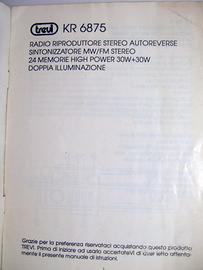 trevi KR 6875
RADIO RIPRODUTTORE STEREO AUTOREVERSE
SINTONIZZATORE MW/FM STEREO
24 MEMORIE HIGH POWER 30W+30W
DOPPIA ILLUMINAZIONE
Grazie per la preferenza riservataci acquistando questo prodotto
TREVI. Prima di iniziare ad usarlo accertateVi di aver letto attenta-
mente il presente manuale di istruzioni.